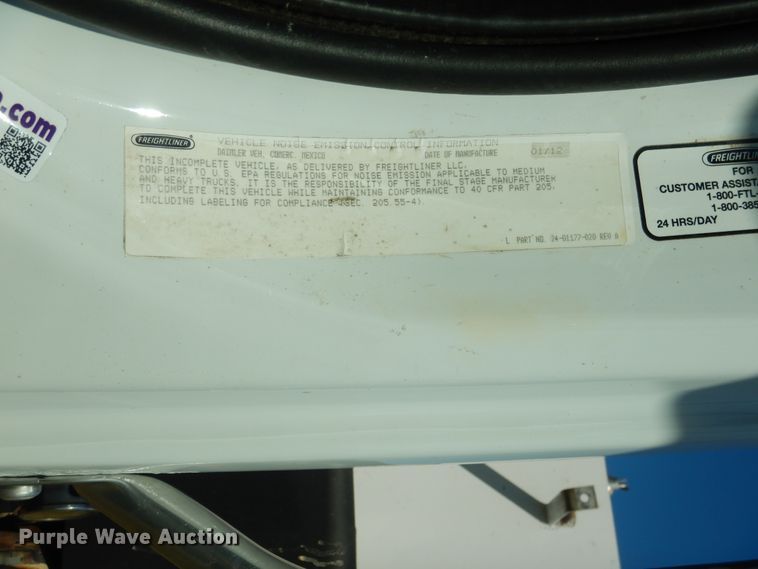 .com
FREIGHTLINER
VEHICLE NOISE EMISSION CONTROL INFORMATION
DAIMLER VEH. COMERC. MEXICO DATE OF MANUFACTURE 01/12
THIS INCOMPLETE VEHICLE, AS DELIVERED BY FREIGHTLINER LLC.
CONFORMS TO U.S. EPA REGULATIONS FOR NOISE EMISSION APPLICABLE TO MEDIUM
AND HEAVY TRUCKS. IT IS THE RESPONSIBILITY OF THE FINAL STAGE MANUFACTURER
TO COMPLETE THIS VEHICLE WHILE MAINTAINING CONFORMANCE TO 40 CFR PART 205,
INCLUDING LABELING FOR COMPLIANCE (SEC. 205.55-4).
L PART NO. 24-01177-020 REV A
FREIGHTLINE
FOR
CUSTOMER ASSIST
1-800-FTL-
1-800-385
24 HRS/DAY
Purple Wave Auction